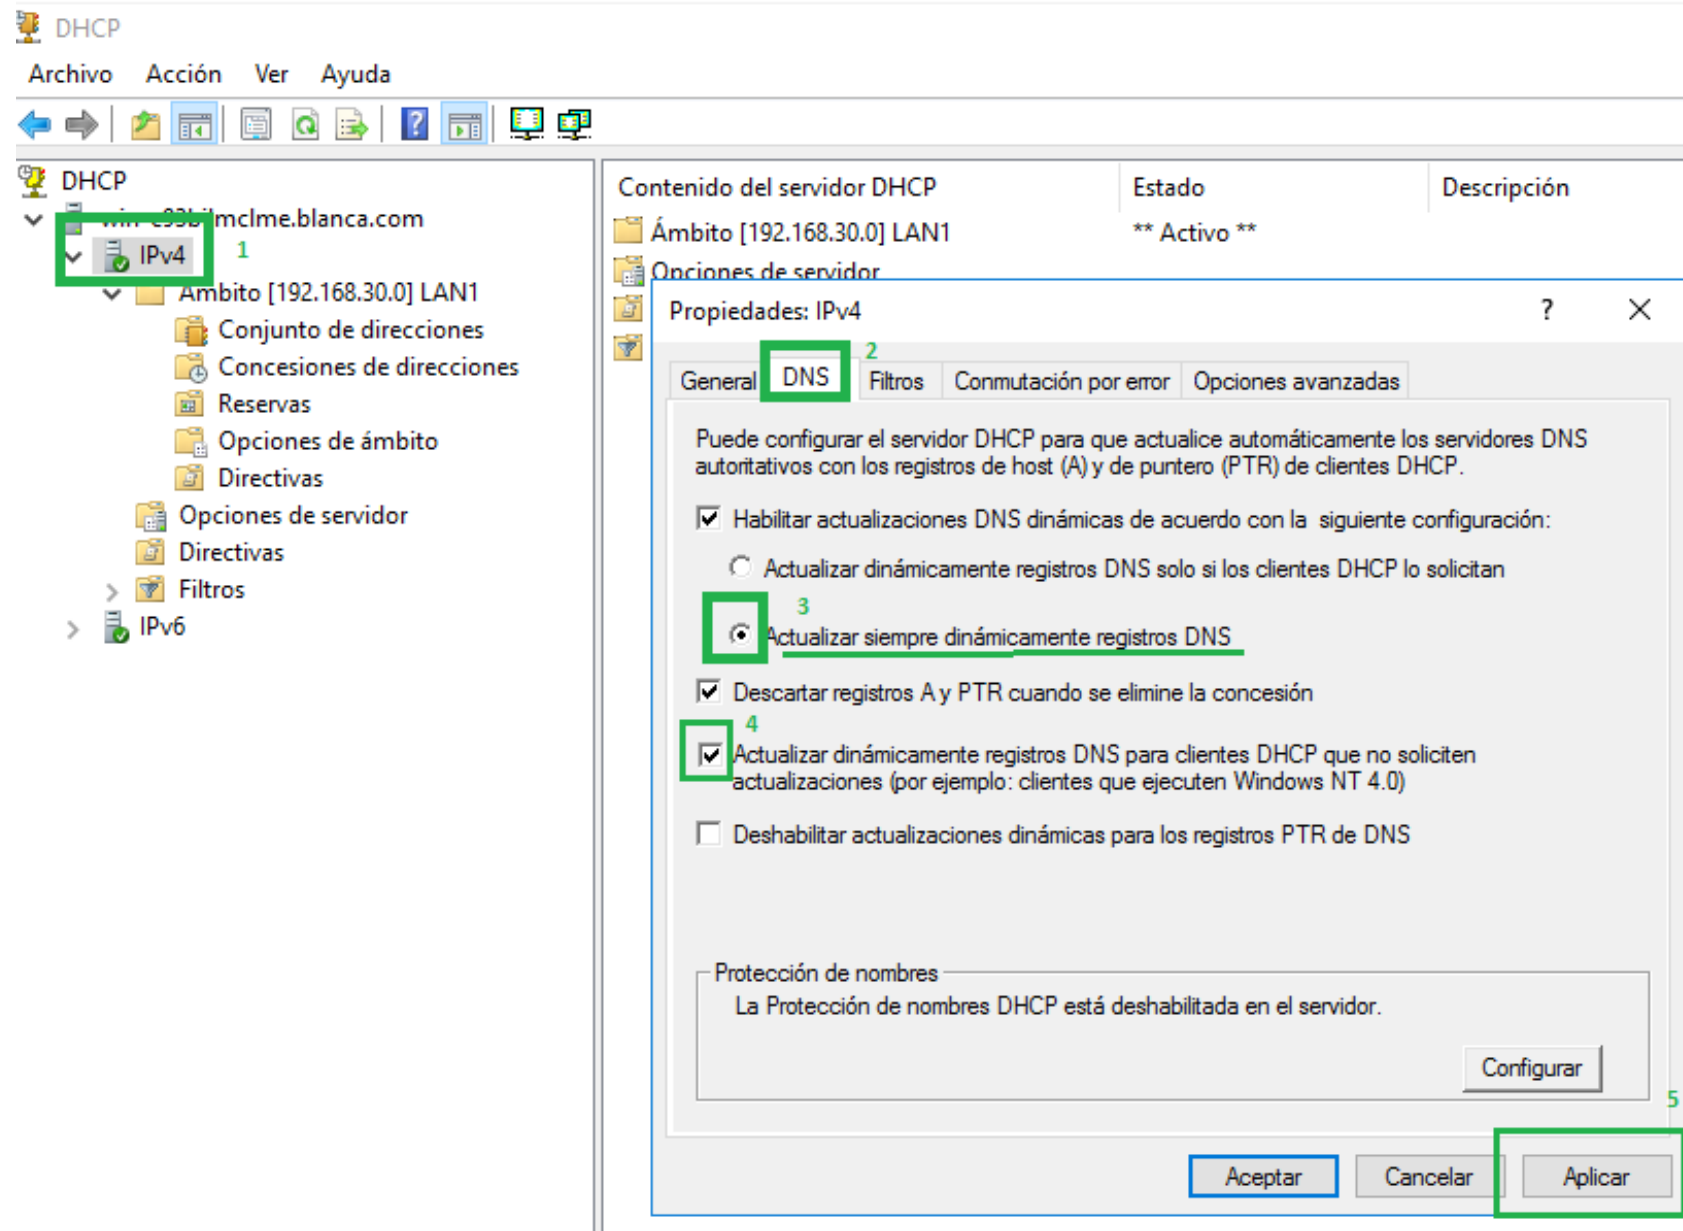 DHCP
Archivo Acción Ver Ayuda
DHCP
blanca.com
IPv4
1
Ámbito [192.168.30.0] LAN1
Conjunto de direcciones
Concesiones de direcciones
Reservas
Opciones de ámbito
Directivas
Opciones de servidor
Directivas
Filtros
IPv6
Contenido del servidor DHCP Estado Descripción
Ámbito [192.168.30.0] LAN1 ** Activo **
Opciones de servidor
Propiedades: IPv4 ?
2
General DNS Filtros Conmutación por error Opciones avanzadas
Puede configurar el servidor DHCP para que actualice automáticamente los servidores DNS
autoritativos con los registros de host (A) y de puntero (PTR) de clientes DHCP.
Habilitar actualizaciones DNS dinámicas de acuerdo con la siguiente configuración:
Actualizar dinámicamente registros DNS solo si los clientes DHCP lo solicitan
3
Actualizar siempre dinámicamente registros DNS
Descartar registros A y PTR cuando se elimine la concesión
4
Actualizar dinámicamente registros DNS para clientes DHCP que no soliciten
actualizaciones (por ejemplo: clientes que ejecuten Windows NT 4.0)
Deshabilitar actualizaciones dinámicas para los registros PTR de DNS
Protección de nombres
La Protección de nombres DHCP está deshabilitada en el servidor.
Configurar
5
Aceptar Cancelar Aplicar